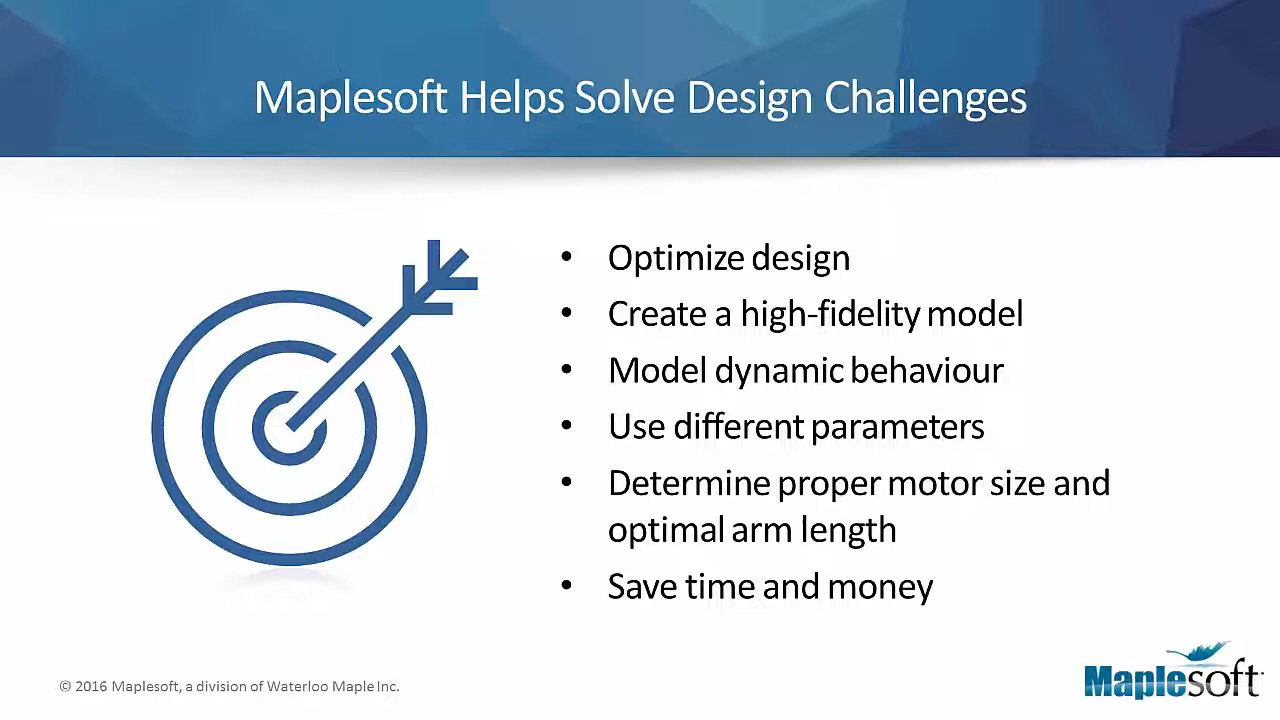 Maplesoft Helps Solve Design Challenges
• Optimize design
• Create a high-fidelity model
• Model dynamic behaviour
• Use different parameters
• Determine proper motor size and
optimal arm length
• Save time and money
© 2016 Maplesoft, a division of Waterloo Maple Inc.
Maplesoft